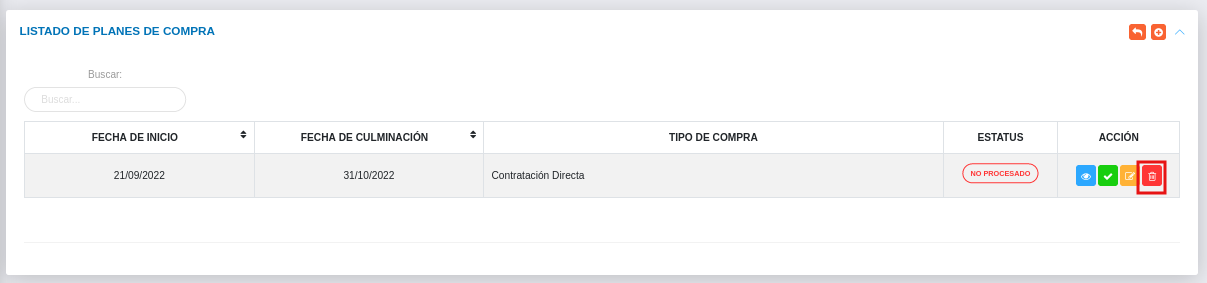 LISTADO DE PLANES DE COMPRA
Buscar:
Buscar...
FECHA DE INICIO FECHA DE CULMINACIÓN TIPO DE COMPRA ESTATUS ACCIÓN
21/09/2022 31/10/2022 Contratación Directa NO PROCESADO